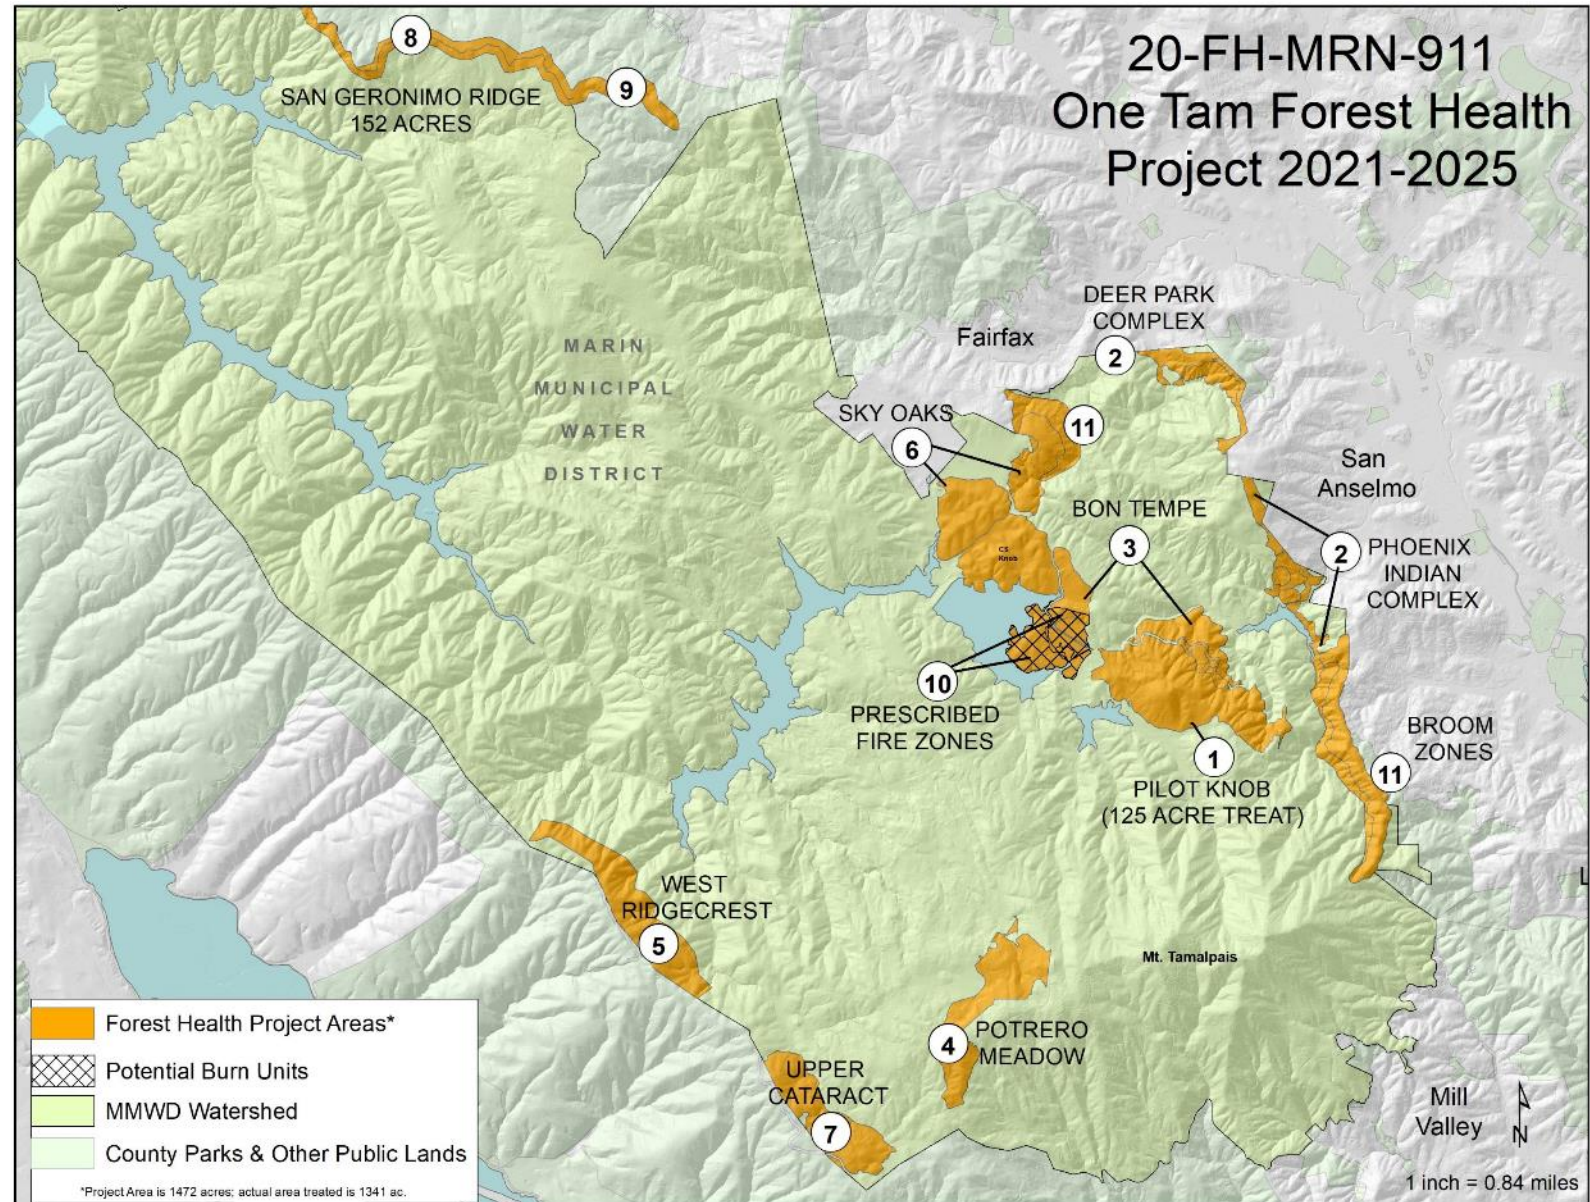 20-FH-MRN-911
One Tam Forest Health
Project 2021-2025
8
9
SAN GERONIMO RIDGE
152 ACRES
MARIN
MUNICIPAL
WATER
DISTRICT
DEER PARK
COMPLEX
Fairfax
2
SKY OAKS
11
6
San
Anselmo
BON TEMPE
3
2
PHOENIX
INDIAN
COMPLEX
CS
Knob
10
PRESCRIBED
FIRE ZONES
BROOM
ZONES
1
11
PILOT KNOB
(125 ACRE TREAT)
WEST
RIDGECREST
5
L
Mt. Tamalpais
4
POTRERO
MEADOW
UPPER
CATARACT
7
Mill
Valley
N
1 inch = 0.84 miles
Forest Health Project Areas*
Potential Burn Units
MMWD Watershed
County Parks & Other Public Lands
*Project Area is 1472 acres; actual area treated is 1341 ac.